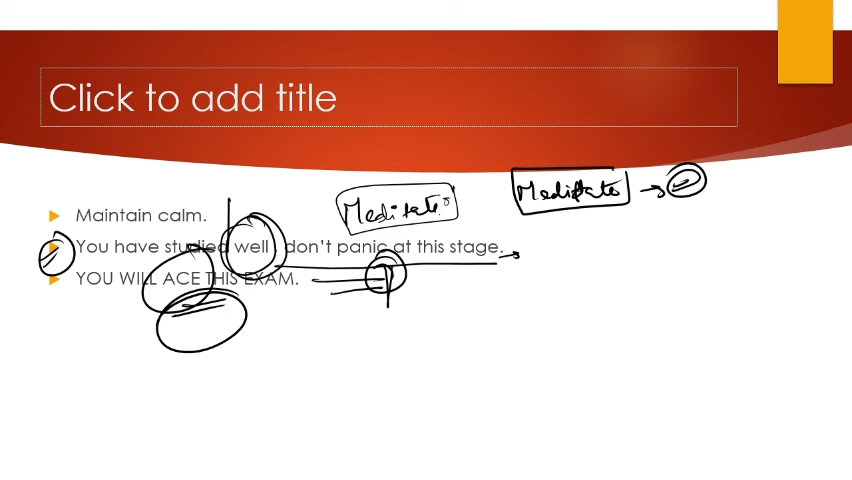 Click to add title
Meditate
Meditate
Maintain calm.
You have studied well, don't panic at this stage.
YOU WILL ACE THIS EXAM.